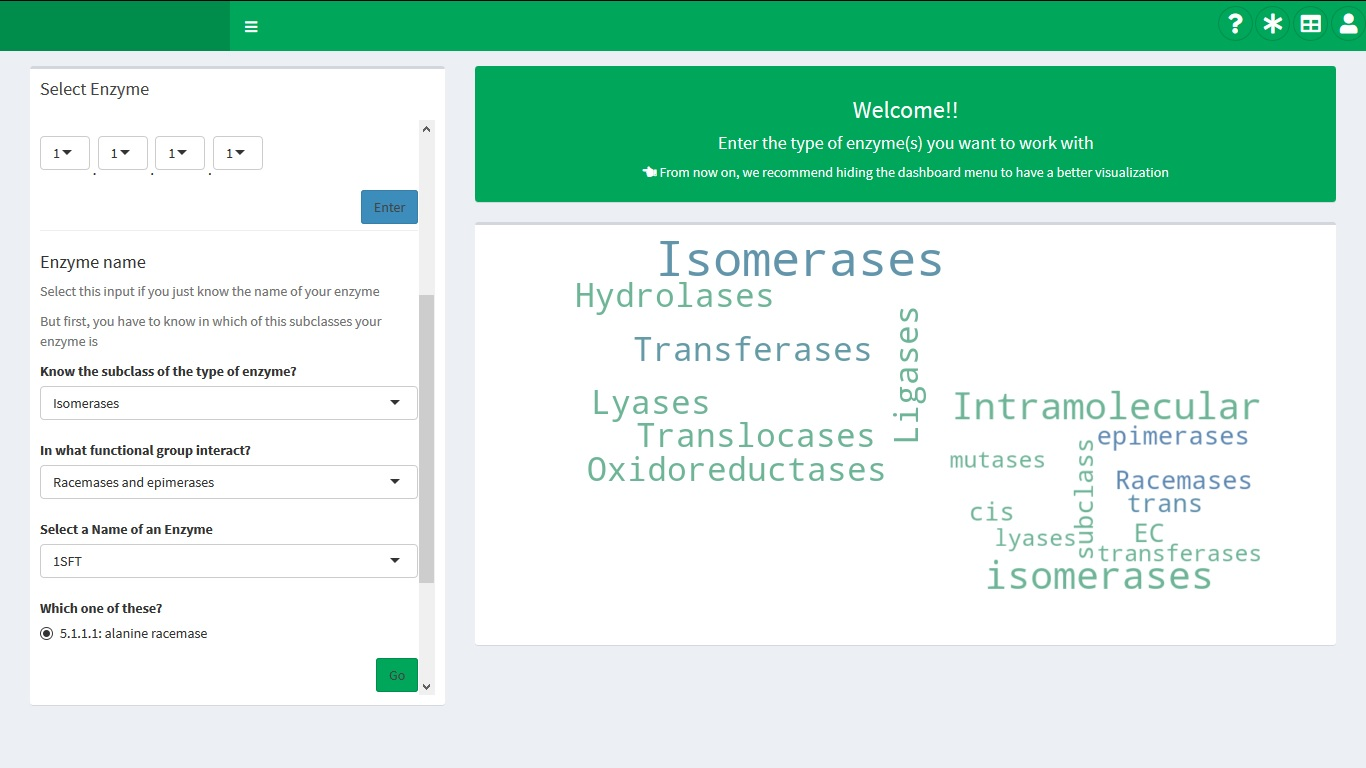 Select Enzyme
1 . 1 . 1 . 1
Enter
Enzyme name
Select this input if you just know the name of your enzyme
But first, you have to know in which of this subclasses your
enzyme is
Know the subclass of the type of enzyme?
Isomerases
In what functional group interact?
Racemases and epimerases
Select a Name of an Enzyme
1SFT
Which one of these?
5.1.1.1: alanine racemase
Go
?
Welcome!!
Enter the type of enzyme(s) you want to work with
From now on, we recommend hiding the dashboard menu to have a better visualization
Isomerases
Hydrolases
Transferases
Ligases
Lyases
Translocases
Oxidoreductases
Intramolecular
epimerases
mutases
subclass
Racemases
trans
cis
EC
lyases
transferases
isomerases